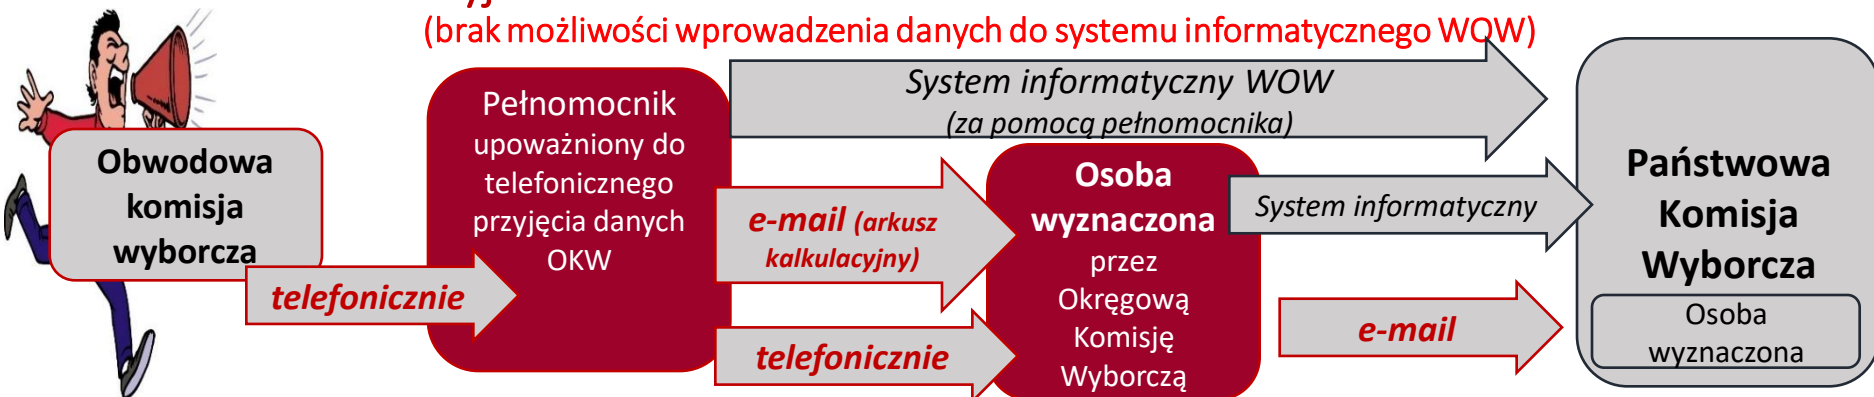 (brak możliwości wprowadzenia danych do systemu informatycznego WOW)
Obwodowa
komisja
wyborcza
telefonicznie
Pełnomocnik
upoważniony do
telefonicznego
przyjęcia danych
OKW
System informatyczny WOW
(za pomocą pełnomocnika)
e-mail (arkusz
kalkulacyjny)
telefonicznie
Osoba
wyznaczona
przez
Okręgową
Komisję
Wyborczą
System informatyczny
e-mail
Państwowa
Komisja
Wyborcza
Osoba
wyznaczona